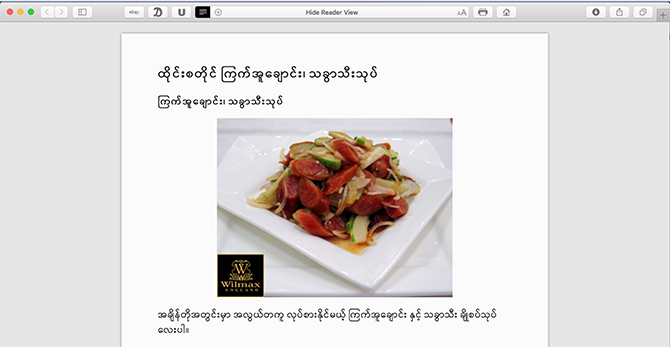 ebay
Hide Reader View
AA
ထိုင်းစတိုင် ကြက်အူချောင်း၊ သခွာသီးသုပ်
ကြက်အူချောင်း၊ သခွာသီးသုပ်
W
Wilmax
ENGLAND
အချိန်တိုအတွင်းမှာ အလွယ်တကူ လုပ်စားနိုင်မယ့် ကြက်အူချောင်း နှင့် သခွာသီး ချိုစပ်သုပ်
လေးပါ။